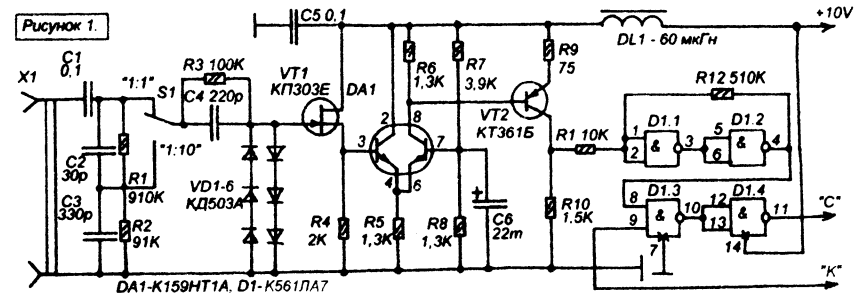 Рисунок 1.
C5 0,1
+10V
DL1 - 60 мкГн
X1
C1
0,1
"1:1"
S1
R3 100K
C4 220p
VT1
КП303Е
DA1
R6
1,3K
R7
3,9K
R9
75
VT2
КТ361Б
R12 510K
D1.1
D1.2
R1 10K
1
2
&
3
5
6
&
4
2
8
3
7
4
6
"1:10"
C2
30p
R1
910K
C3
330p
R2
91K
VD1-6
КД503А
R4
2K
R5
1,3K
R8
1,3K
+
C6
22m
R10
1.5K
D1.3
D1.4
8
9
&
10
12
13
&
11
"C"
7
14
"K"
DA1-К159НТ1А, D1-К561ЛА7